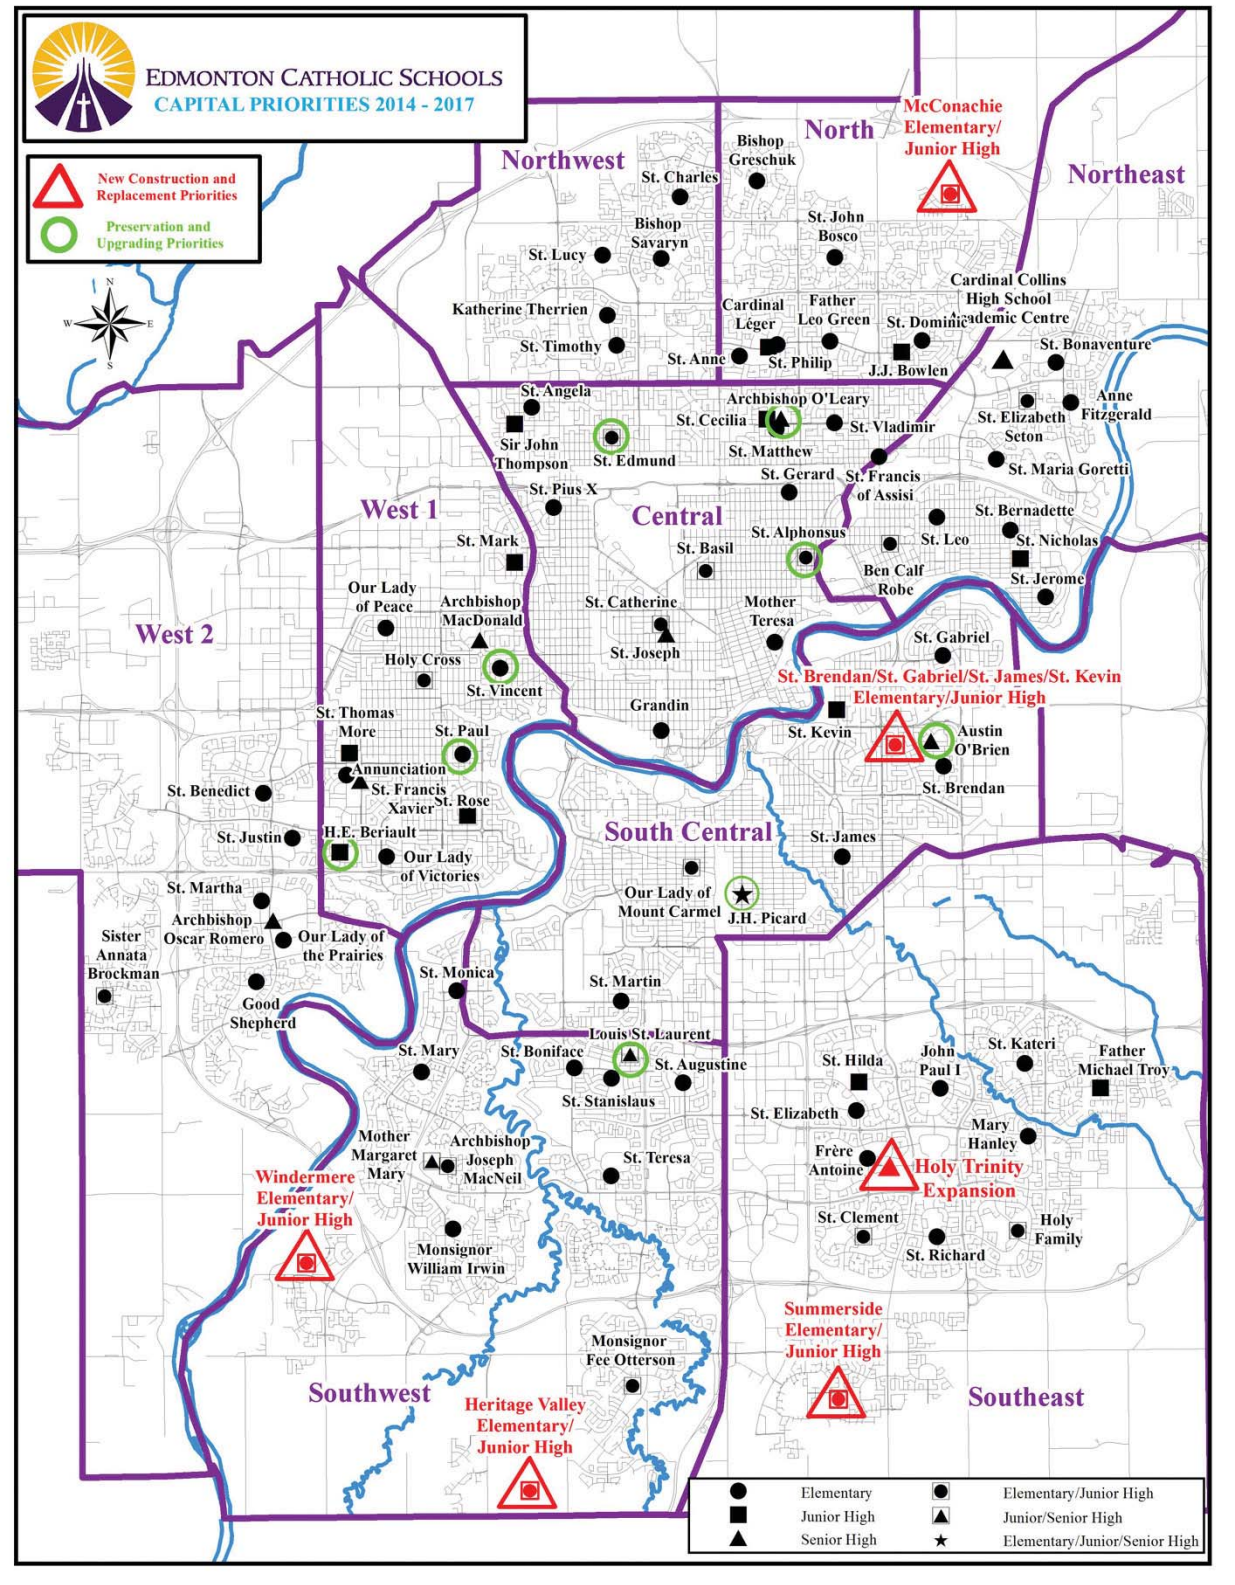 EDMONTON CATHOLIC SCHOOLS
CAPITAL PRIORITIES 2014 - 2017
New Construction and
Replacement Priorities
Preservation and
Upgrading Priorities
N
W
E
S
Northwest
North
McConachie
Elementary/
Junior High
Northeast
Bishop
Greschuk
St. Charles
St. John
Bosco
Bishop
Savaryn
St. Lucy
Cardinal Collins
High School
Academic Centre
Katherine Therrien
Cardinal
Léger
Father
Leo Green
St. Dominic
St. Timothy
St. Anne
St. Philip
J.J. Bowlen
St. Bonaventure
St. Angela
Archbishop O'Leary
St. Cecilia
St. Vladimir
St. Elizabeth
Seton
Anne
Fitzgerald
Sir John
Thompson
St. Edmund
St. Matthew
St. Maria Goretti
St. Gerard
St. Francis
of Assisi
St. Pius X
West 1
Central
St. Alphonsus
St. Bernadette
St. Leo
St. Nicholas
St. Mark
St. Basil
Ben Calf
Robe
St. Jerome
Our Lady
of Peace
Archbishop
MacDonald
St. Catherine
Mother
Teresa
West 2
St. Joseph
St. Gabriel
Holy Cross
St. Vincent
St. Brendan/St. Gabriel/St. James/St. Kevin
Elementary/Junior High
Grandin
St. Thomas
More
St. Paul
St. Kevin
Austin
O'Brien
Annunciation
St. Francis
Xavier
St. Rose
St. Brendan
St. Benedict
St. Justin
H.E. Beriault
Our Lady
of Victories
South Central
St. James
St. Martha
Archbishop
Oscar Romero
Our Lady of
the Prairies
Our Lady of
Mount Carmel
J.H. Picard
Sister
Annata
Brockman
Good
Shepherd
St. Monica
St. Martin
Louis St. Laurent
St. Mary
St. Boniface
St. Augustine
St. Stanislaus
St. Hilda
John
Paul I
St. Kateri
Father
Michael Troy
St. Elizabeth
Mary
Hanley
Mother
Margaret
Mary
Archbishop
Joseph
MacNeil
St. Teresa
Frère
Antoine
Holy Trinity
Expansion
Windermere
Elementary/
Junior High
Monsignor
William Irwin
St. Clement
St. Richard
Holy
Family
Summerside
Elementary/
Junior High
Monsignor
Fee Otterson
Southwest
Heritage Valley
Elementary/
Junior High
Southeast
Elementary
Elementary/Junior High
Junior High
Junior/Senior High
Senior High
Elementary/Junior/Senior High